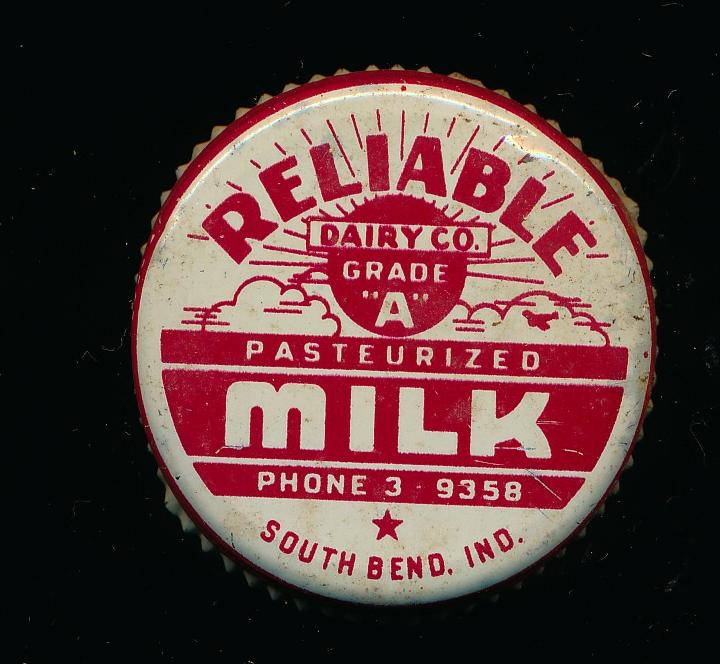 RELIABLE
DAIRY CO.
GRADE
"A"
PASTEURIZED
MILK
PHONE 3-9358
SOUTH BEND, IND.